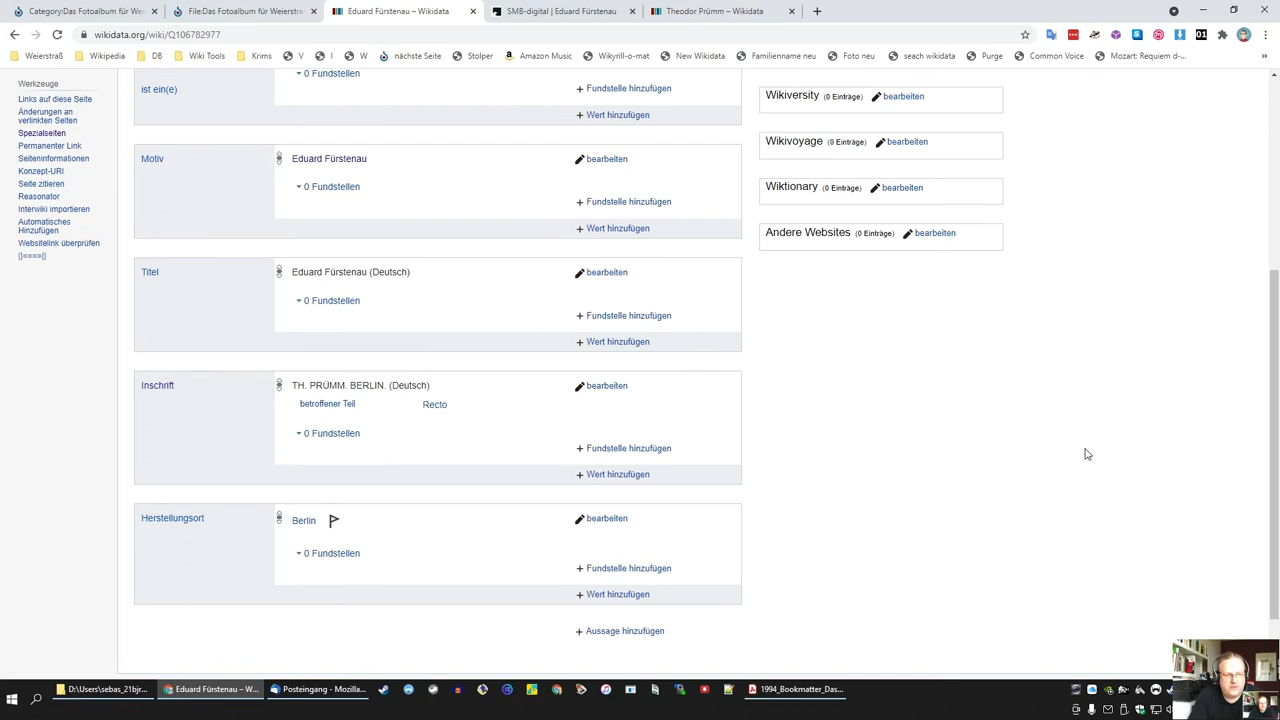 Category:Das Fotoalbum für We
File:Das Fotoalbum für Weierstra
Eduard Fürstenau – Wikidata
SMB-digital | Eduard Fürstenau
Theodor Prümm – Wikidata
wikidata.org/wiki/Q106782977
Weierstraß
Wikipedia
DB
Wiki Tools
Krims
V
I
W
nächste Seite
Stolper
Amazon Music
Wikyrill-o-mat
New Wikidata
Familienname neu
Foto neu
seach wikidata
Purge
Common Voice
Mozart: Requiem d-...
»
Werkzeuge
Links auf diese Seite
Änderungen an
verlinkten Seiten
Spezialseiten
Permanenter Link
Seiteninformationen
Konzept-URI
Seite zitieren
Reasonator
Interwiki importieren
Automatisches
Hinzufügen
Websitelink überprüfen
|}===={|
0 Fundstellen
ist ein(e)
+ Fundstelle hinzufügen
+ Wert hinzufügen
Motiv
Eduard Fürstenau
bearbeiten
0 Fundstellen
+ Fundstelle hinzufügen
+ Wert hinzufügen
Titel
Eduard Fürstenau (Deutsch)
bearbeiten
0 Fundstellen
+ Fundstelle hinzufügen
+ Wert hinzufügen
Inschrift
TH. PRÜMM. BERLIN. (Deutsch)
bearbeiten
betroffener Teil
Recto
0 Fundstellen
+ Fundstelle hinzufügen
+ Wert hinzufügen
Herstellungsort
Berlin
bearbeiten
0 Fundstellen
+ Fundstelle hinzufügen
+ Wert hinzufügen
+ Aussage hinzufügen
Wikiversity (0 Einträge) bearbeiten
Wikivoyage (0 Einträge) bearbeiten
Wiktionary (0 Einträge) bearbeiten
Andere Websites (0 Einträge) bearbeiten
D:\Users\sebas_21bjr...
Eduard Fürstenau – W...
Posteingang - Mozilla...
1994_Bookmatter_Das...